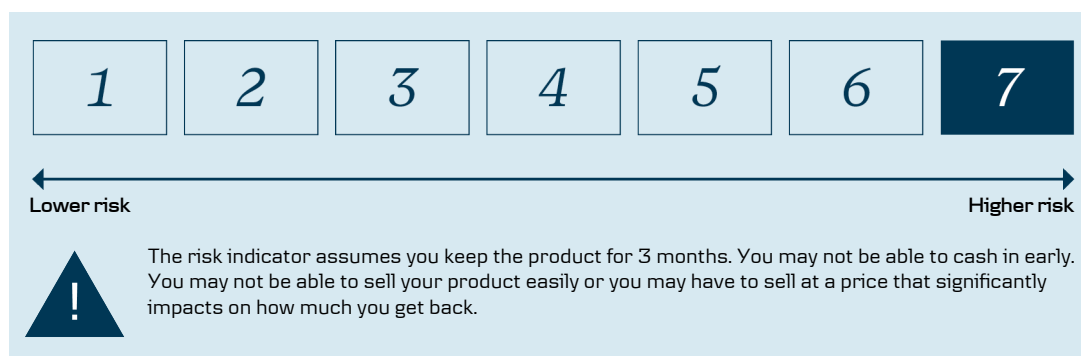 1 2 3 4 5 6 7
Lower risk Higher risk
The risk indicator assumes you keep the product for 3 months. You may not be able to cash in early.
You may not be able to sell your product easily or you may have to sell at a price that significantly
impacts on how much you get back.
!